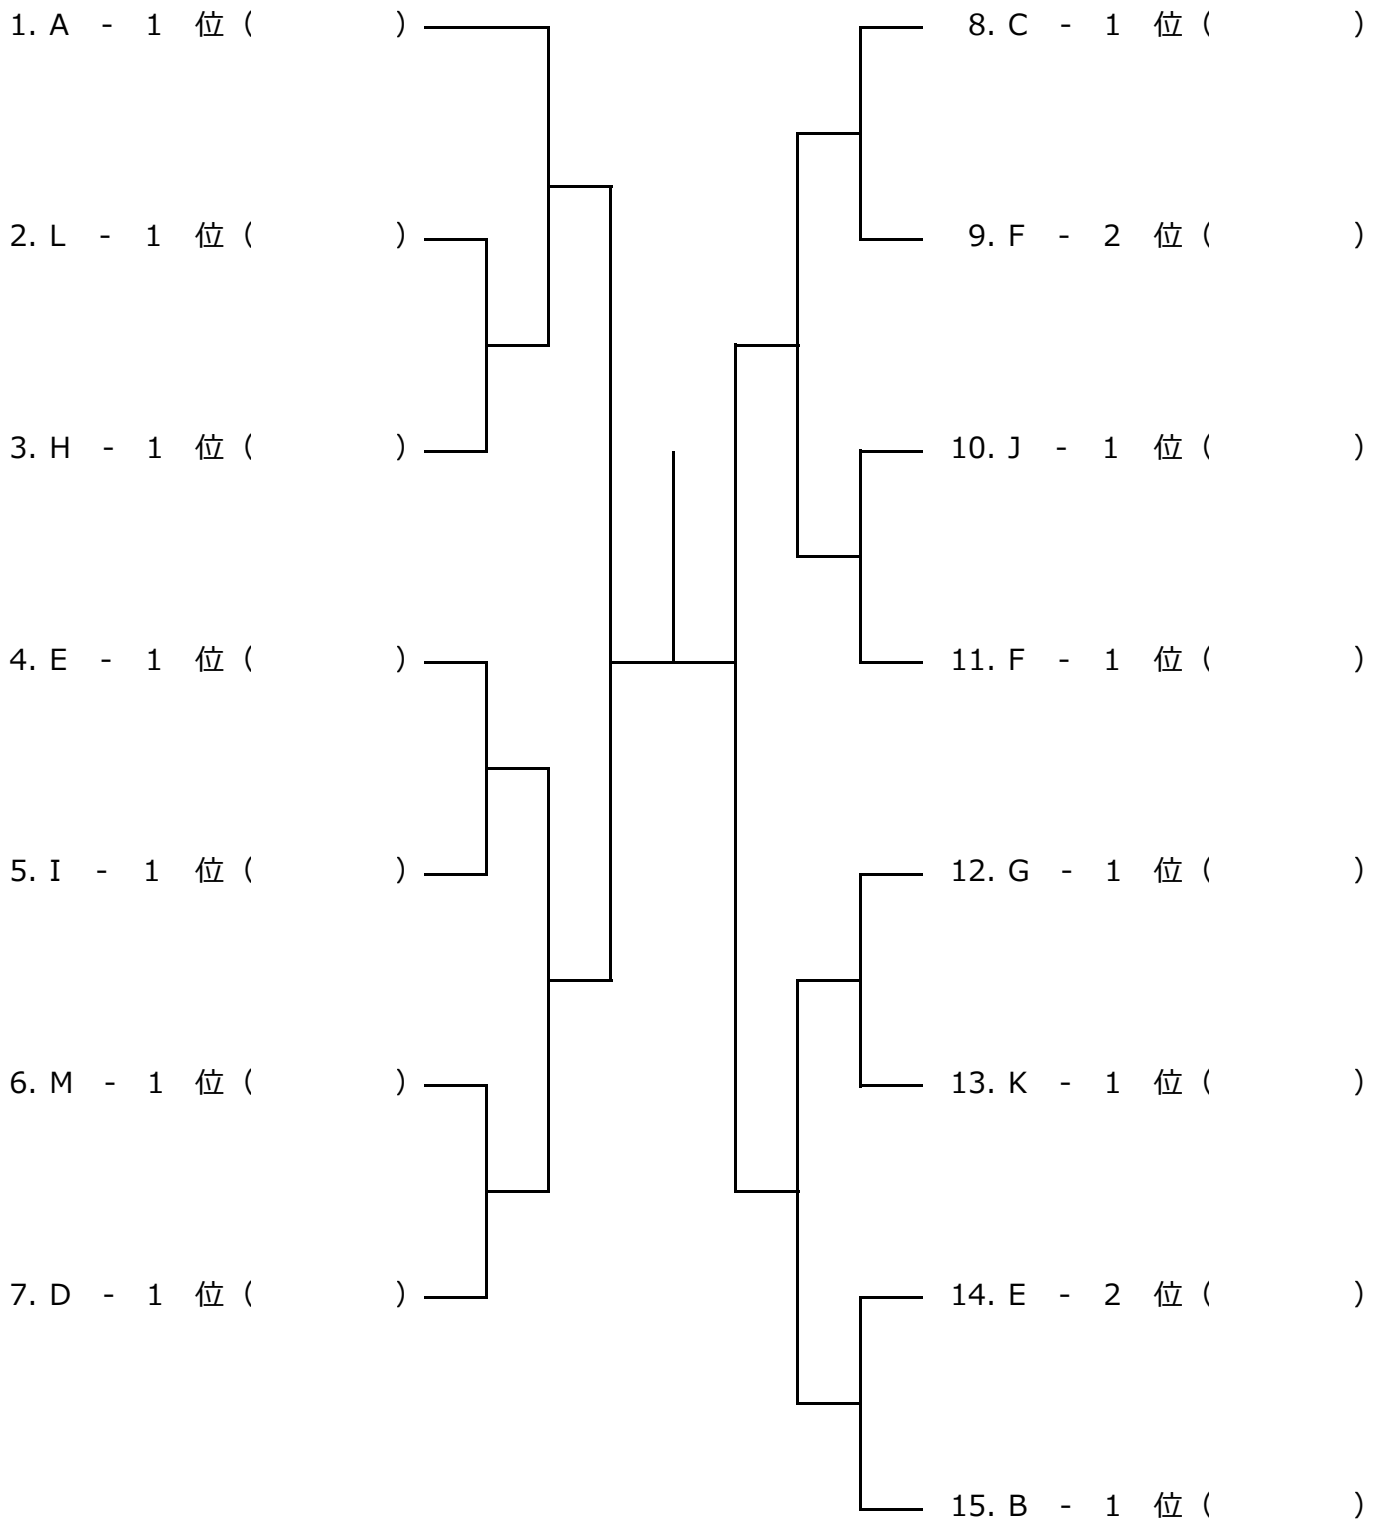 1. A - 1 位 (　　　)
2. L - 1 位 (　　　)
3. H - 1 位 (　　　)
4. E - 1 位 (　　　)
5. I - 1 位 (　　　)
6. M - 1 位 (　　　)
7. D - 1 位 (　　　)
8. C - 1 位 (　　　)
9. F - 2 位 (　　　)
10. J - 1 位 (　　　)
11. F - 1 位 (　　　)
12. G - 1 位 (　　　)
13. K - 1 位 (　　　)
14. E - 2 位 (　　　)
15. B - 1 位 (　　　)